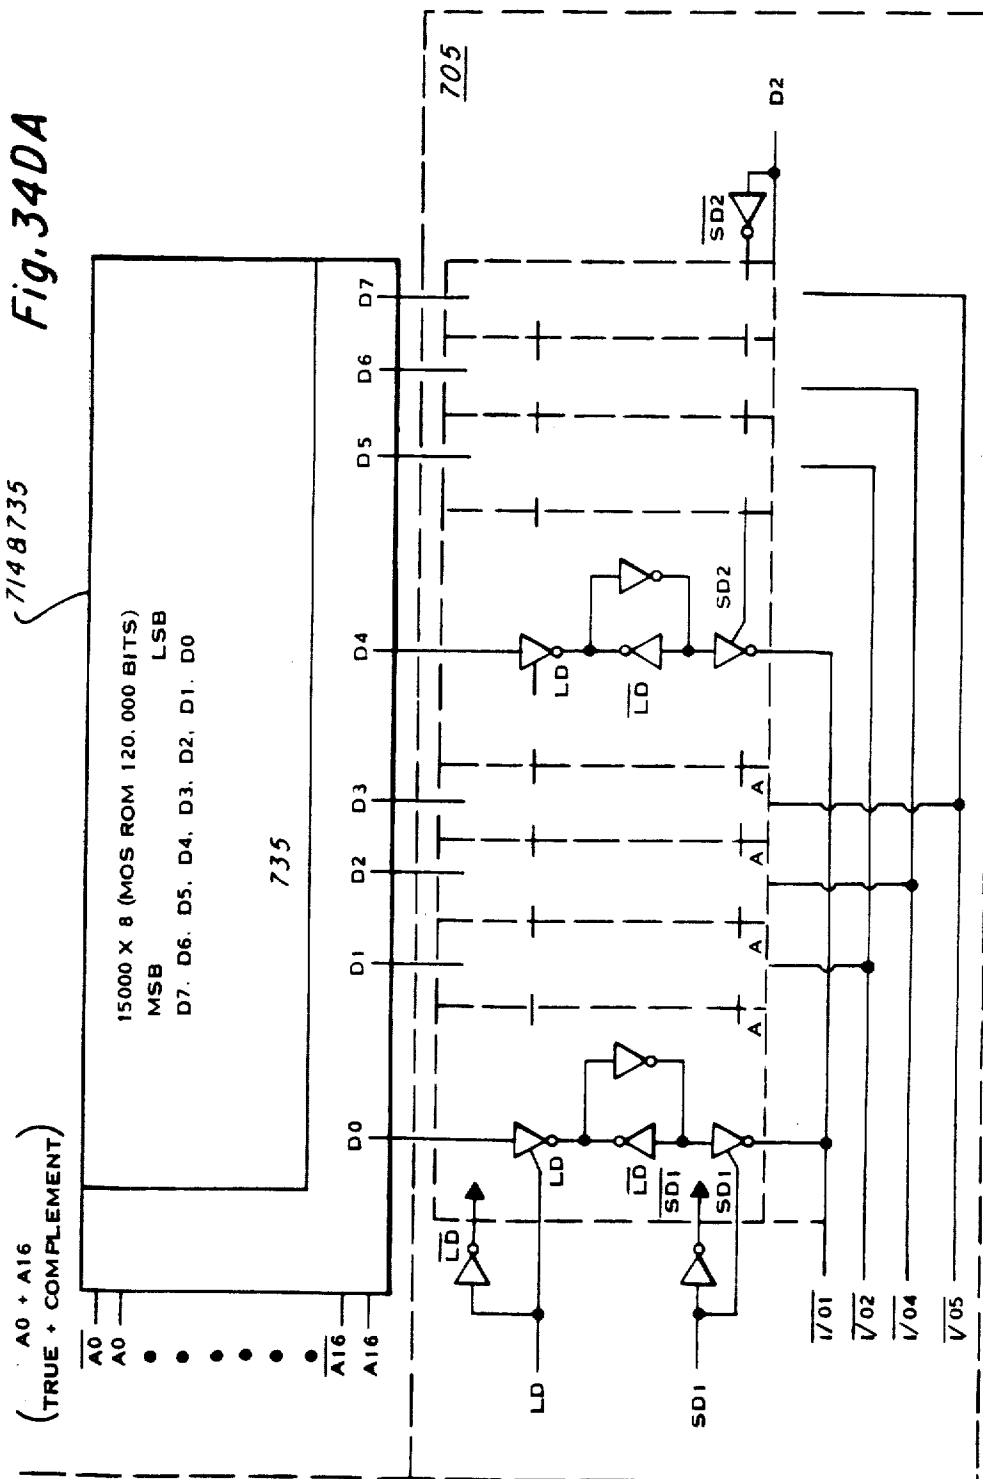 Fig. 34DA
7148735
A0 + A16
(TRUE + COMPLEMENT)
15000 X 8 (MOS ROM 120.000 BITS)
MSB LSB
D7. D6. D5. D4. D3. D2. D1. D0
735
A0
A0
A16
A16
D0 D1 D2 D3 D4 D5 D6 D7
705
LD
LD
LD
LD
SD1
SD1
SD1
A A A A
LD
LD
SD2
SD2
D2
I/01
I/02
I/04
I/05